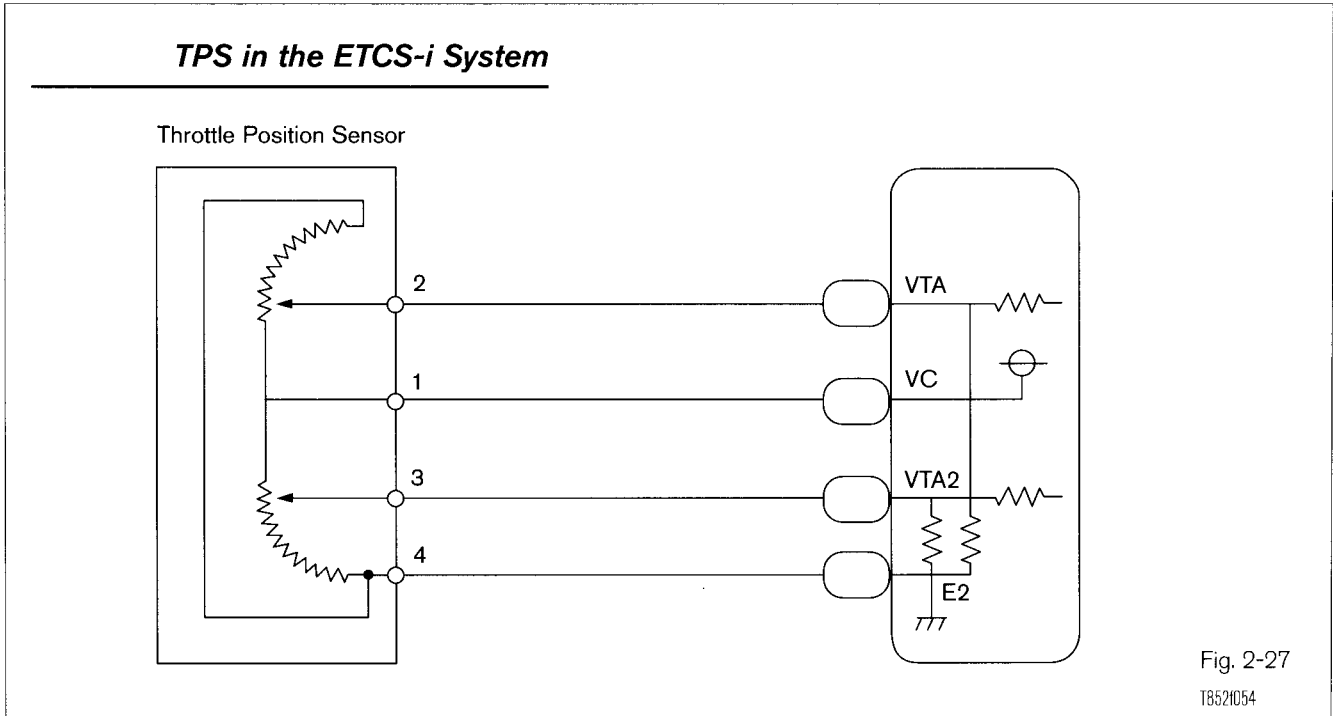 TPS in the ETCS-i System
Throttle Position Sensor
2
VTA
1
VC
3
VTA2
4
E2
Fig. 2-27
T852f054